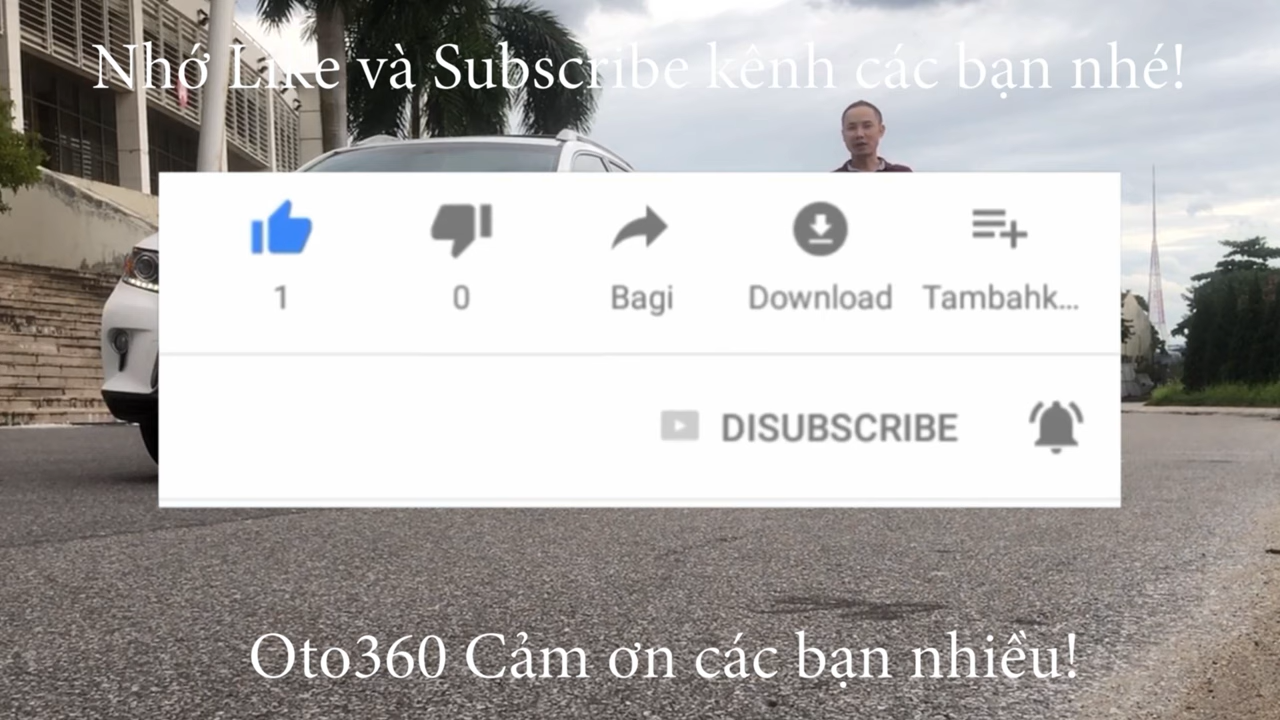 Nhớ Like và Subscribe kênh các bạn nhé!
1
0
Bagi
Download
Tambahk...
DISUBSCRIBE
Oto360 Cảm ơn các bạn nhiều!